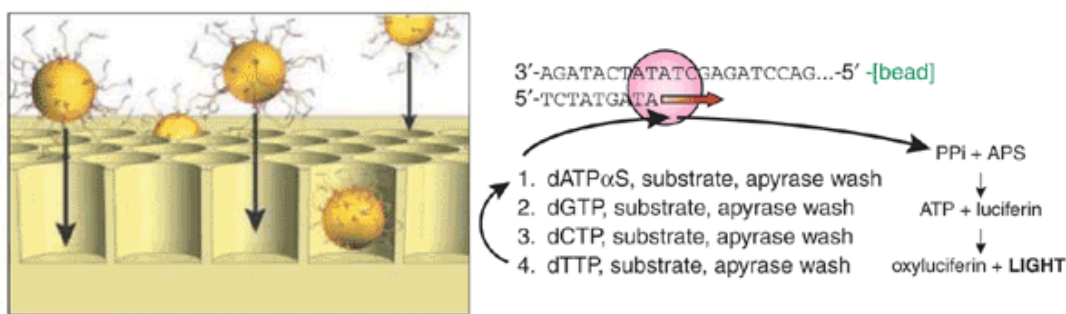 3′-AGATACTATATCGAGATCCAG...-5′ -[bead]
5′-TCTATGATA
PPi + APS
1. dATPαS, substrate, apyrase wash
2. dGTP, substrate, apyrase wash
ATP + luciferin
3. dCTP, substrate, apyrase wash
4. dTTP, substrate, apyrase wash
oxyluciferin + LIGHT